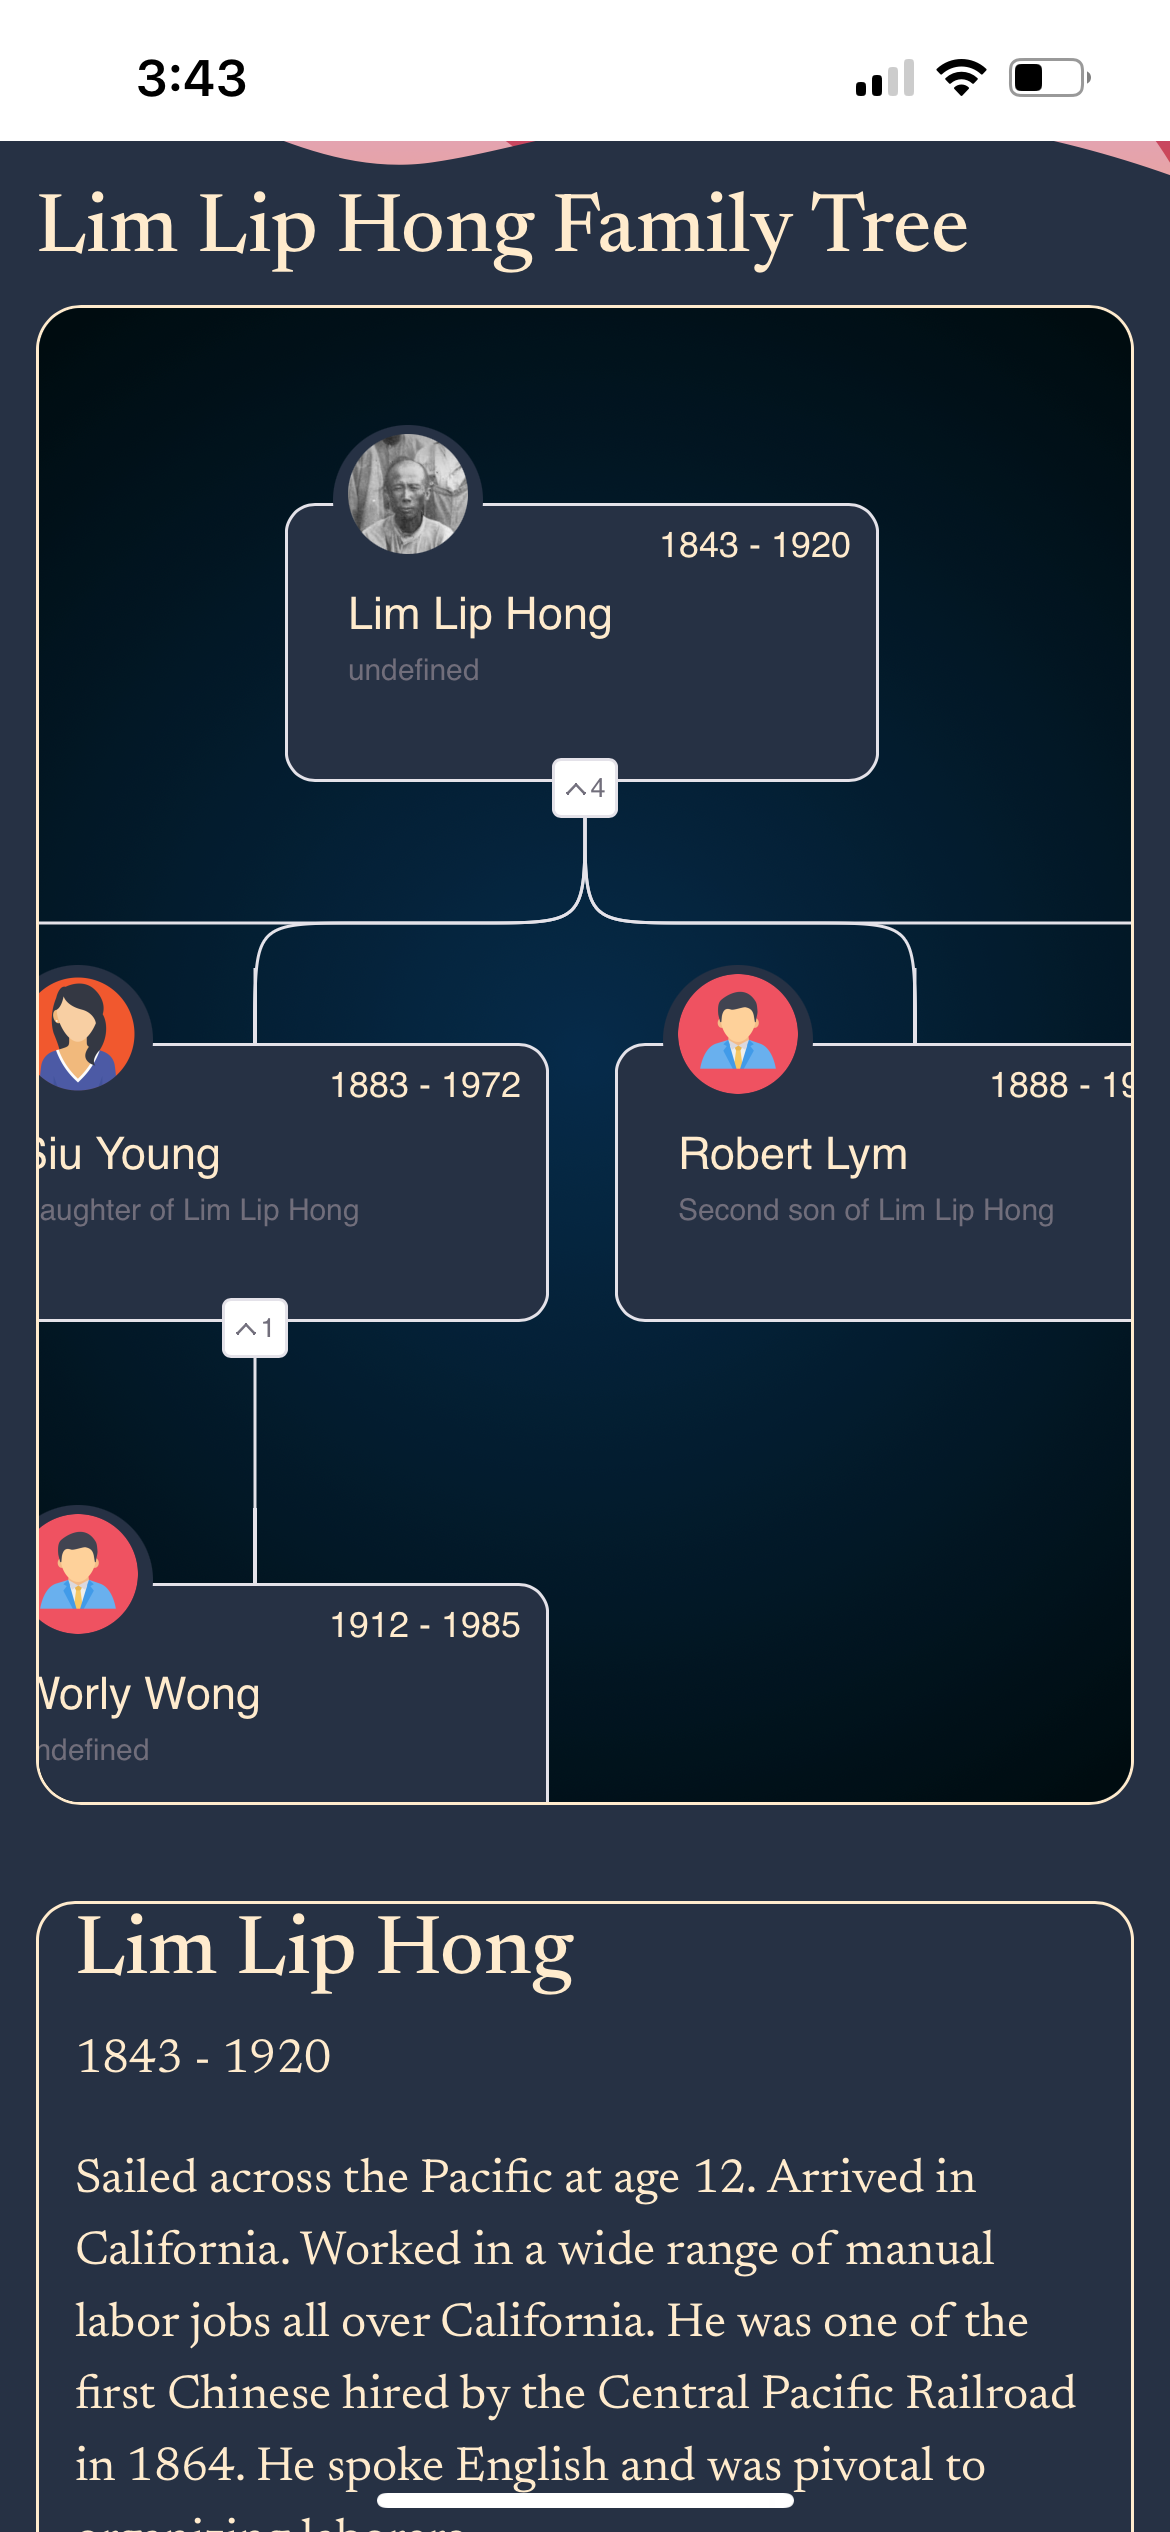 3:43
Lim Lip Hong Family Tree
1843 - 1920
Lim Lip Hong
undefined
4
1883 - 1972
Siu Young
aughter of Lim Lip Hong
1888 - 19
Robert Lym
Second son of Lim Lip Hong
1
1912 - 1985
Worly Wong
ndefined
Lim Lip Hong
1843 - 1920
Sailed across the Pacific at age 12. Arrived in
California. Worked in a wide range of manual
labor jobs all over California. He was one of the
first Chinese hired by the Central Pacific Railroad
in 1864. He spoke English and was pivotal to
organizing laborers